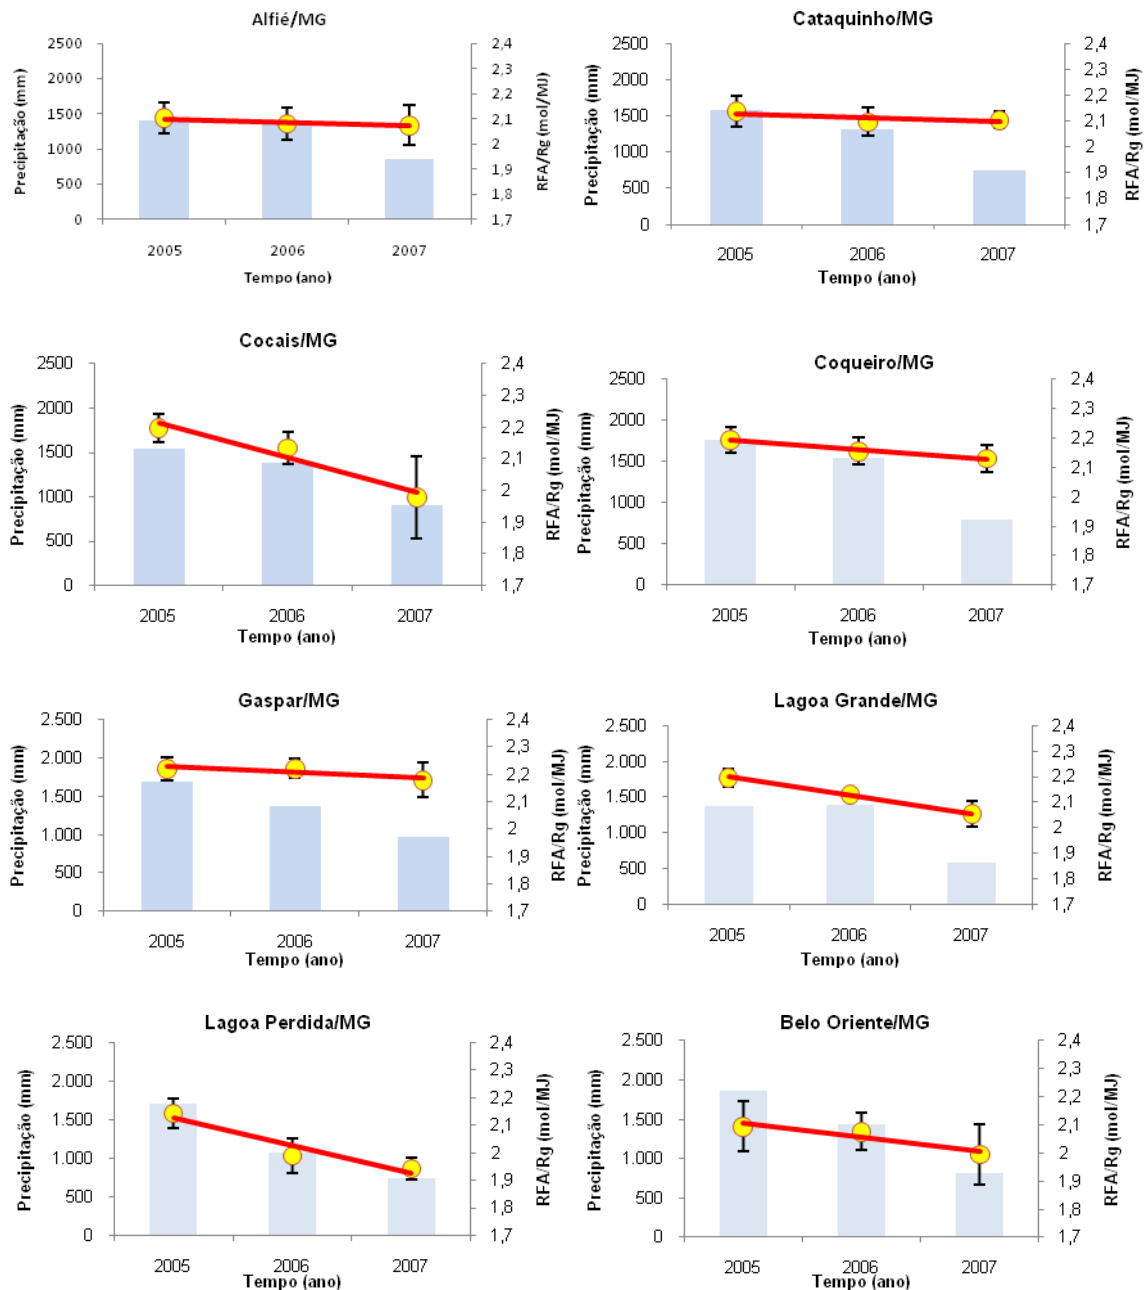 Alfié/MG
Precipitação (mm)
2500
2000
1500
1000
500
0
2,4
2,3
2,2
2,1
2
1,9
1,8
1,7
RFA/Rg (mol/MJ)
2005 2006 2007
Tempo (ano)
Cataquinho/MG
Precipitação (mm)
2500
2000
1500
1000
500
0
2,4
2,3
2,2
2,1
2
1,9
1,8
1,7
RFA/Rg (mol/MJ)
2005 2006 2007
Tempo (ano)
Cocais/MG
Precipitação (mm)
2500
2000
1500
1000
500
0
2,4
2,3
2,2
2,1
2
1,9
1,8
1,7
RFA/Rg (mol/MJ)
2005 2006 2007
Tempo (ano)
Coqueiro/MG
Precipitação (mm)
2500
2000
1500
1000
500
0
2,4
2,3
2,2
2,1
2
1,9
1,8
1,7
RFA/Rg (mol/MJ)
2005 2006 2007
Tempo (ano)
Gaspar/MG
Precipitação (mm)
2.500
2.000
1.500
1.000
500
0
2,4
2,3
2,2
2,1
2
1,9
1,8
1,7
RFA/Rg (mol/MJ)
2005 2006 2007
Tempo (ano)
Lagoa Grande/MG
Precipitação (mm)
2.500
2.000
1.500
1.000
500
0
2,4
2,3
2,2
2,1
2
1,9
1,8
1,7
RFA/Rg (mol/MJ)
2005 2006 2007
Tempo (ano)
Lagoa Perdida/MG
Precipitação (mm)
2.500
2.000
1.500
1.000
500
0
2,4
2,3
2,2
2,1
2
1,9
1,8
1,7
RFA/Rg (mol/MJ)
2005 2006 2007
Tempo (ano)
Belo Oriente/MG
Precipitação (mm)
2.500
2.000
1.500
1.000
500
0
2,4
2,3
2,2
2,1
2
1,9
1,8
1,7
RFA/Rg (mol/MJ)
2005 2006 2007
Tempo (ano)